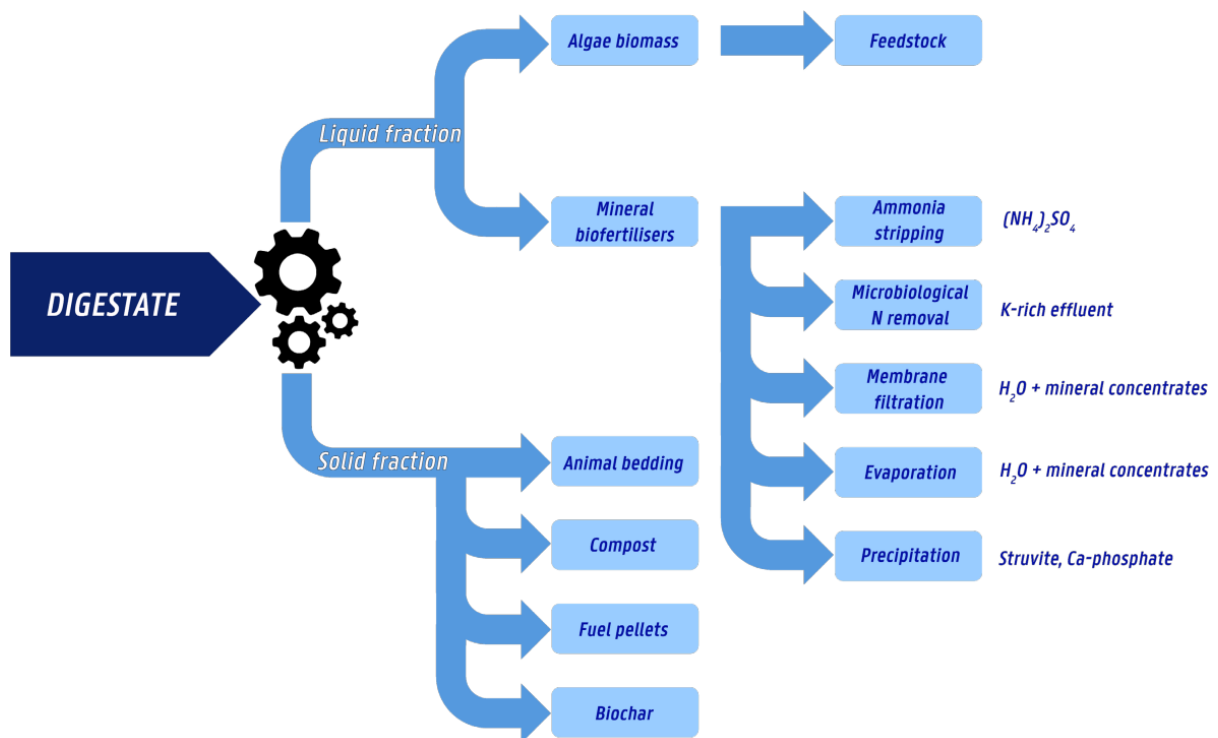 Algae biomass
Feedstock
Liquid fraction
Mineral
biofertilisers
Ammonia
stripping
(NH₄)₂SO₄
DIGESTATE
Microbiological
N removal
K-rich effluent
Membrane
filtration
H₂O + mineral concentrates
Solid fraction
Animal bedding
Evaporation
H₂O + mineral concentrates
Compost
Precipitation
Struvite, Ca-phosphate
Fuel pellets
Biochar